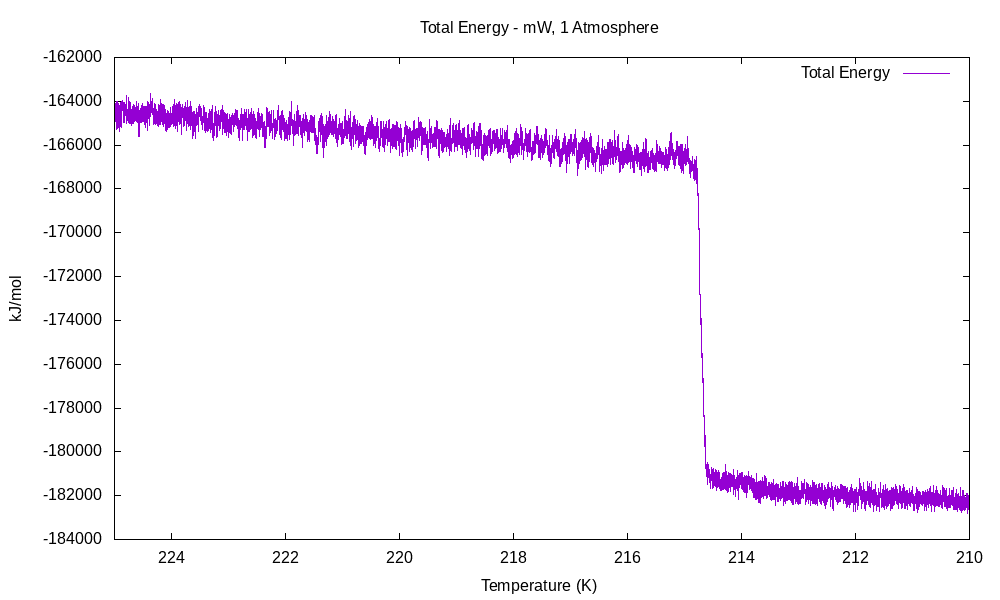 Total Energy - mW, 1 Atmosphere
Total Energy
-162000
-164000
-166000
-168000
-170000
-172000
-174000
-176000
-178000
-180000
-182000
-184000
kJ/mol
224 222 220 218 216 214 212 210
Temperature (K)